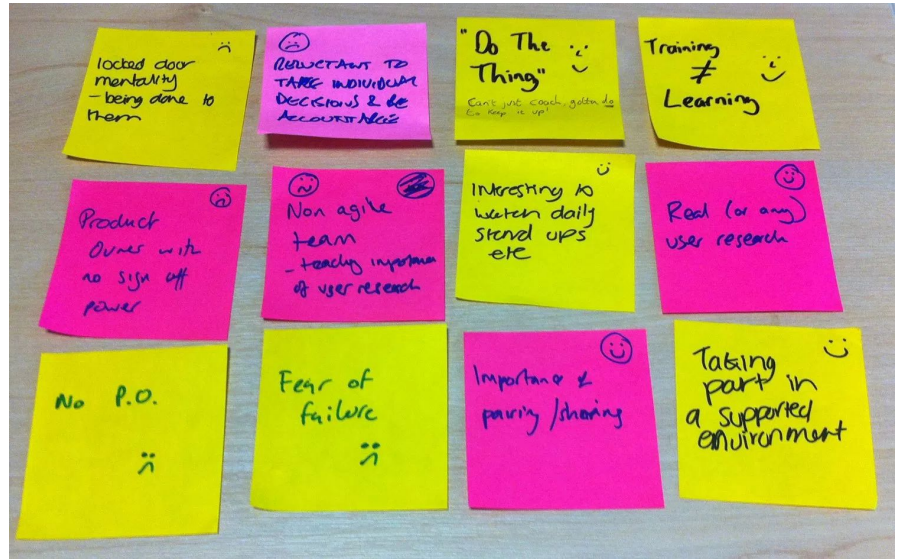 locked door
mentality
- being done to
them
RELUCTANT TO
TAKE INDIVIDUAL
DECISIONS & BE
ACCOUNTABLE
"Do The
Thing"
Can't just coach, gotta do
to keep it up!
Training
≠
Learning
Product
Owner with
no sign off
power
Non agile
team
- teaching importance
of user research
Interesting to
watch daily
stand ups
etc
Real (or any)
user research
No P.O.
Fear of
failure
Importance of
pairing/sharing
Taking
part in
a supported
environment